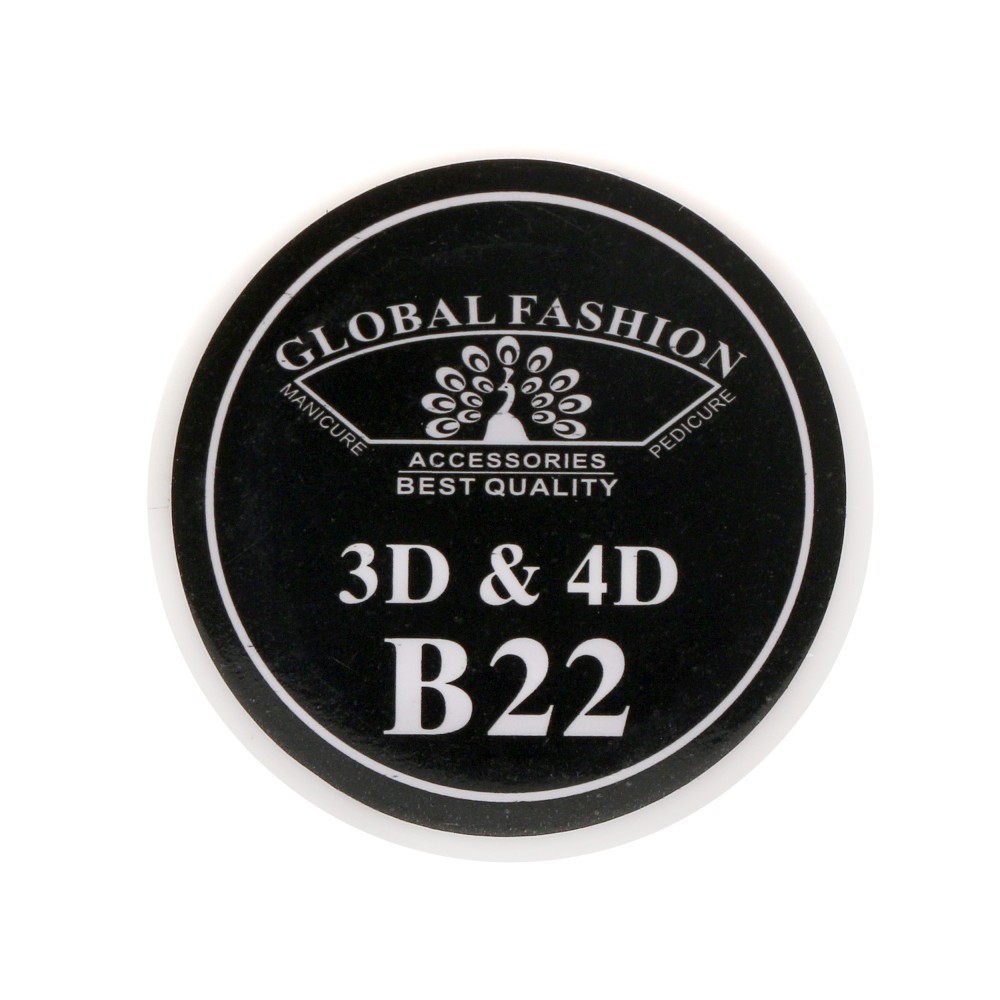 GLOBAL FASHION
MANICURE
PEDICURE
ACCESSORIES
BEST QUALITY
3D & 4D
B22